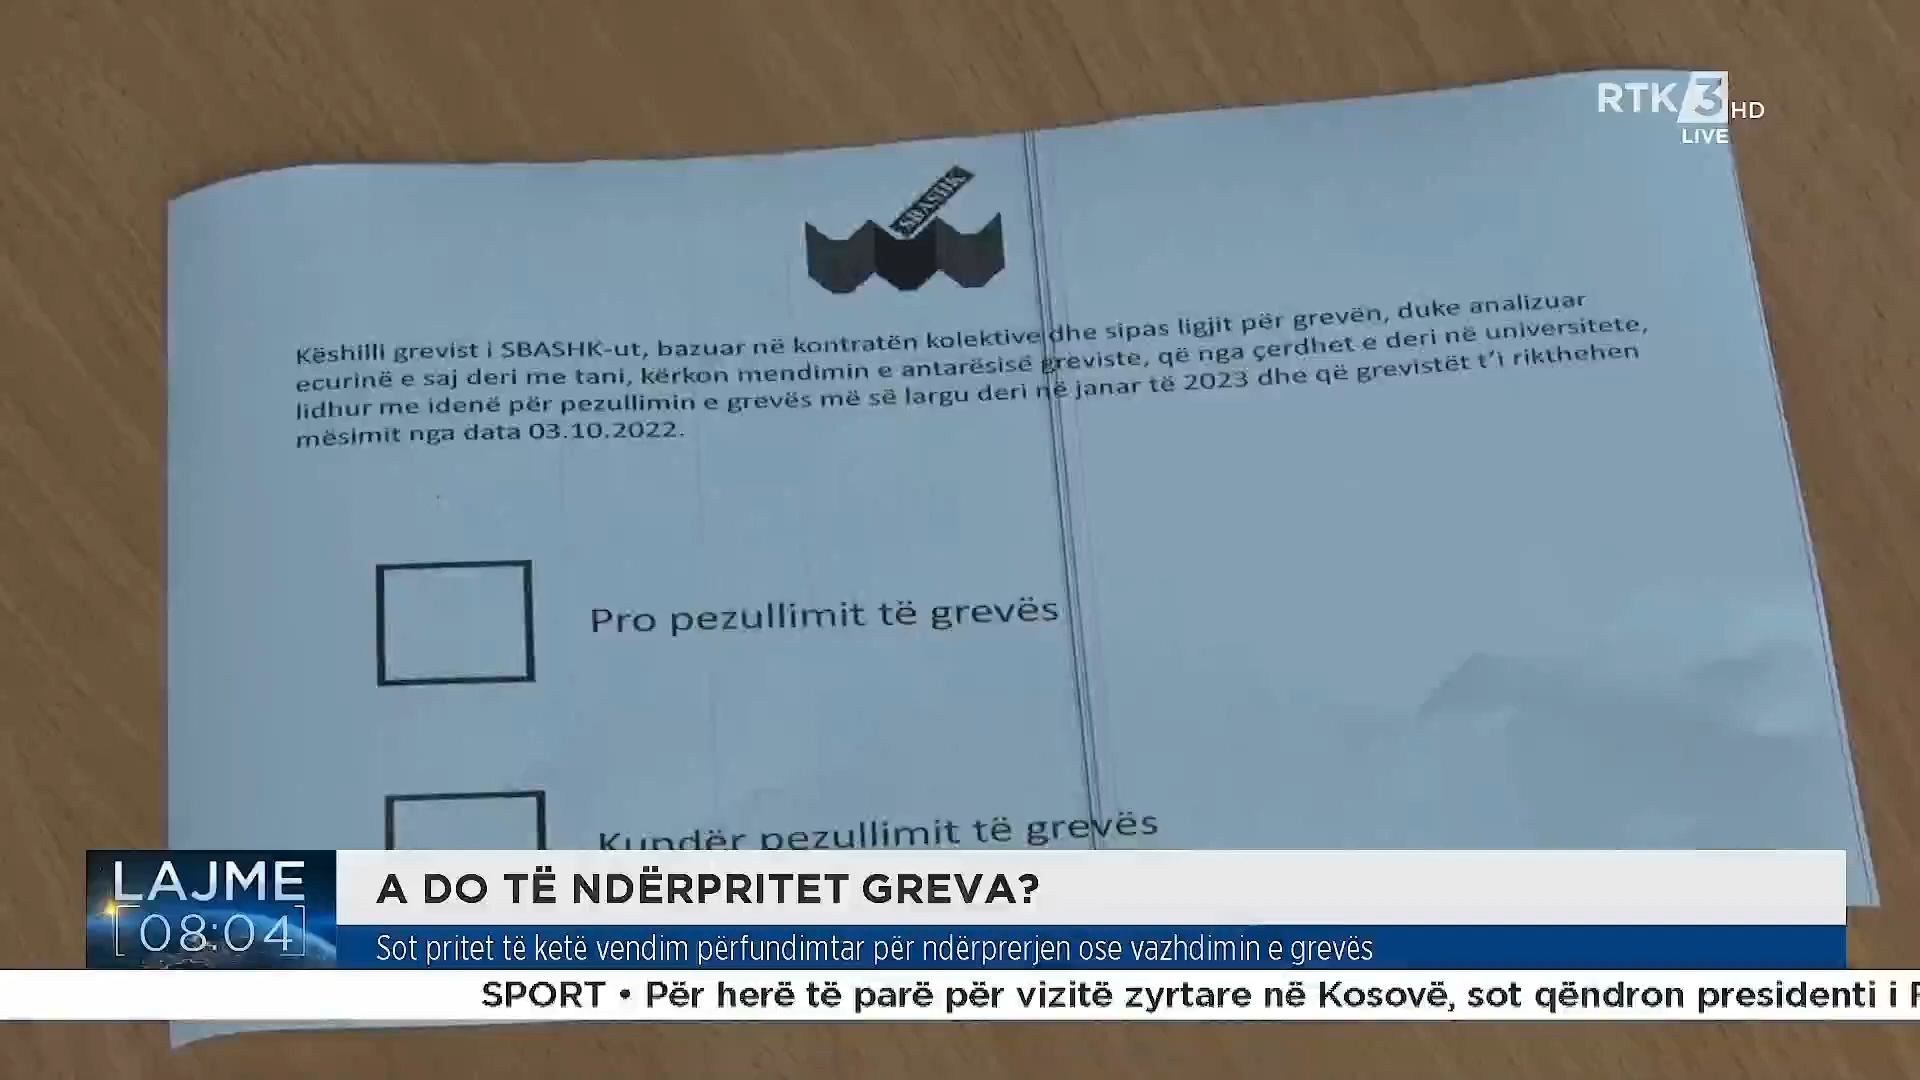 RTK 3 HD
LIVE
SBASHK
Këshilli grevist i SBASHK-ut, bazuar në kontratën kolektive dhe sipas ligjit për grevën, duke analizuar
ecurinë e saj deri me tani, kërkon mendimin e antarësisë greviste, që nga çerdhet e deri në universitete,
lidhur me idenë për pezullimin e grevës më së largu deri në janar të 2023 dhe që grevistët t'i rikthehen
mësimit nga data 03.10.2022.
Pro pezullimit të grevës
Kundër pezullimit të grevës
LAJME
08:04
A DO TË NDËRPRITET GREVA?
Sot pritet të ketë vendim përfundimtar për ndërprerjen ose vazhdimin e grevës
SPORT • Për herë të parë për vizitë zyrtare në Kosovë, sot qëndron presidenti i